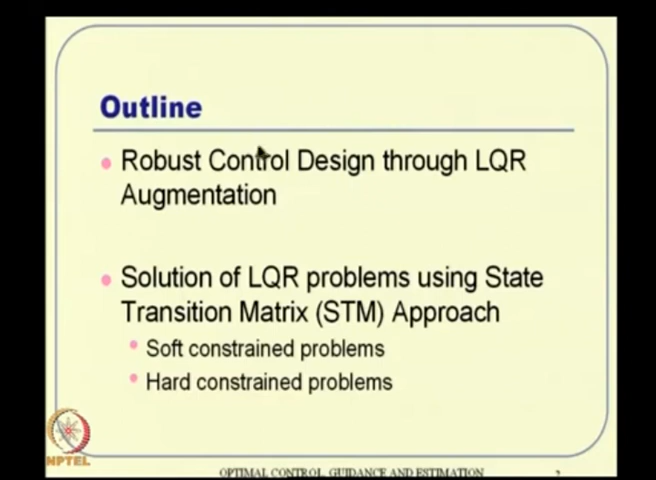 Outline
Robust Control Design through LQR
Augmentation
Solution of LQR problems using State
Transition Matrix (STM) Approach
Soft constrained problems
Hard constrained problems
NPTEL
OPTIMAL CONTROL, GUIDANCE AND ESTIMATION